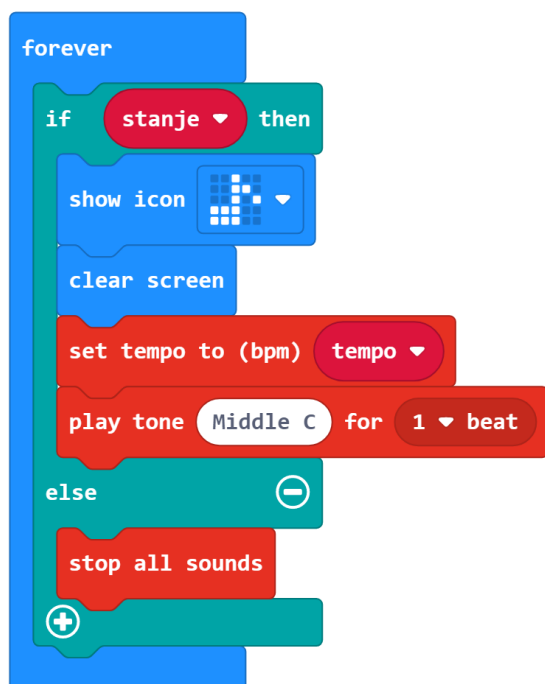 forever
if stanje then
show icon
clear screen
set tempo to (bpm) tempo
play tone Middle C for 1 beat
else
stop all sounds